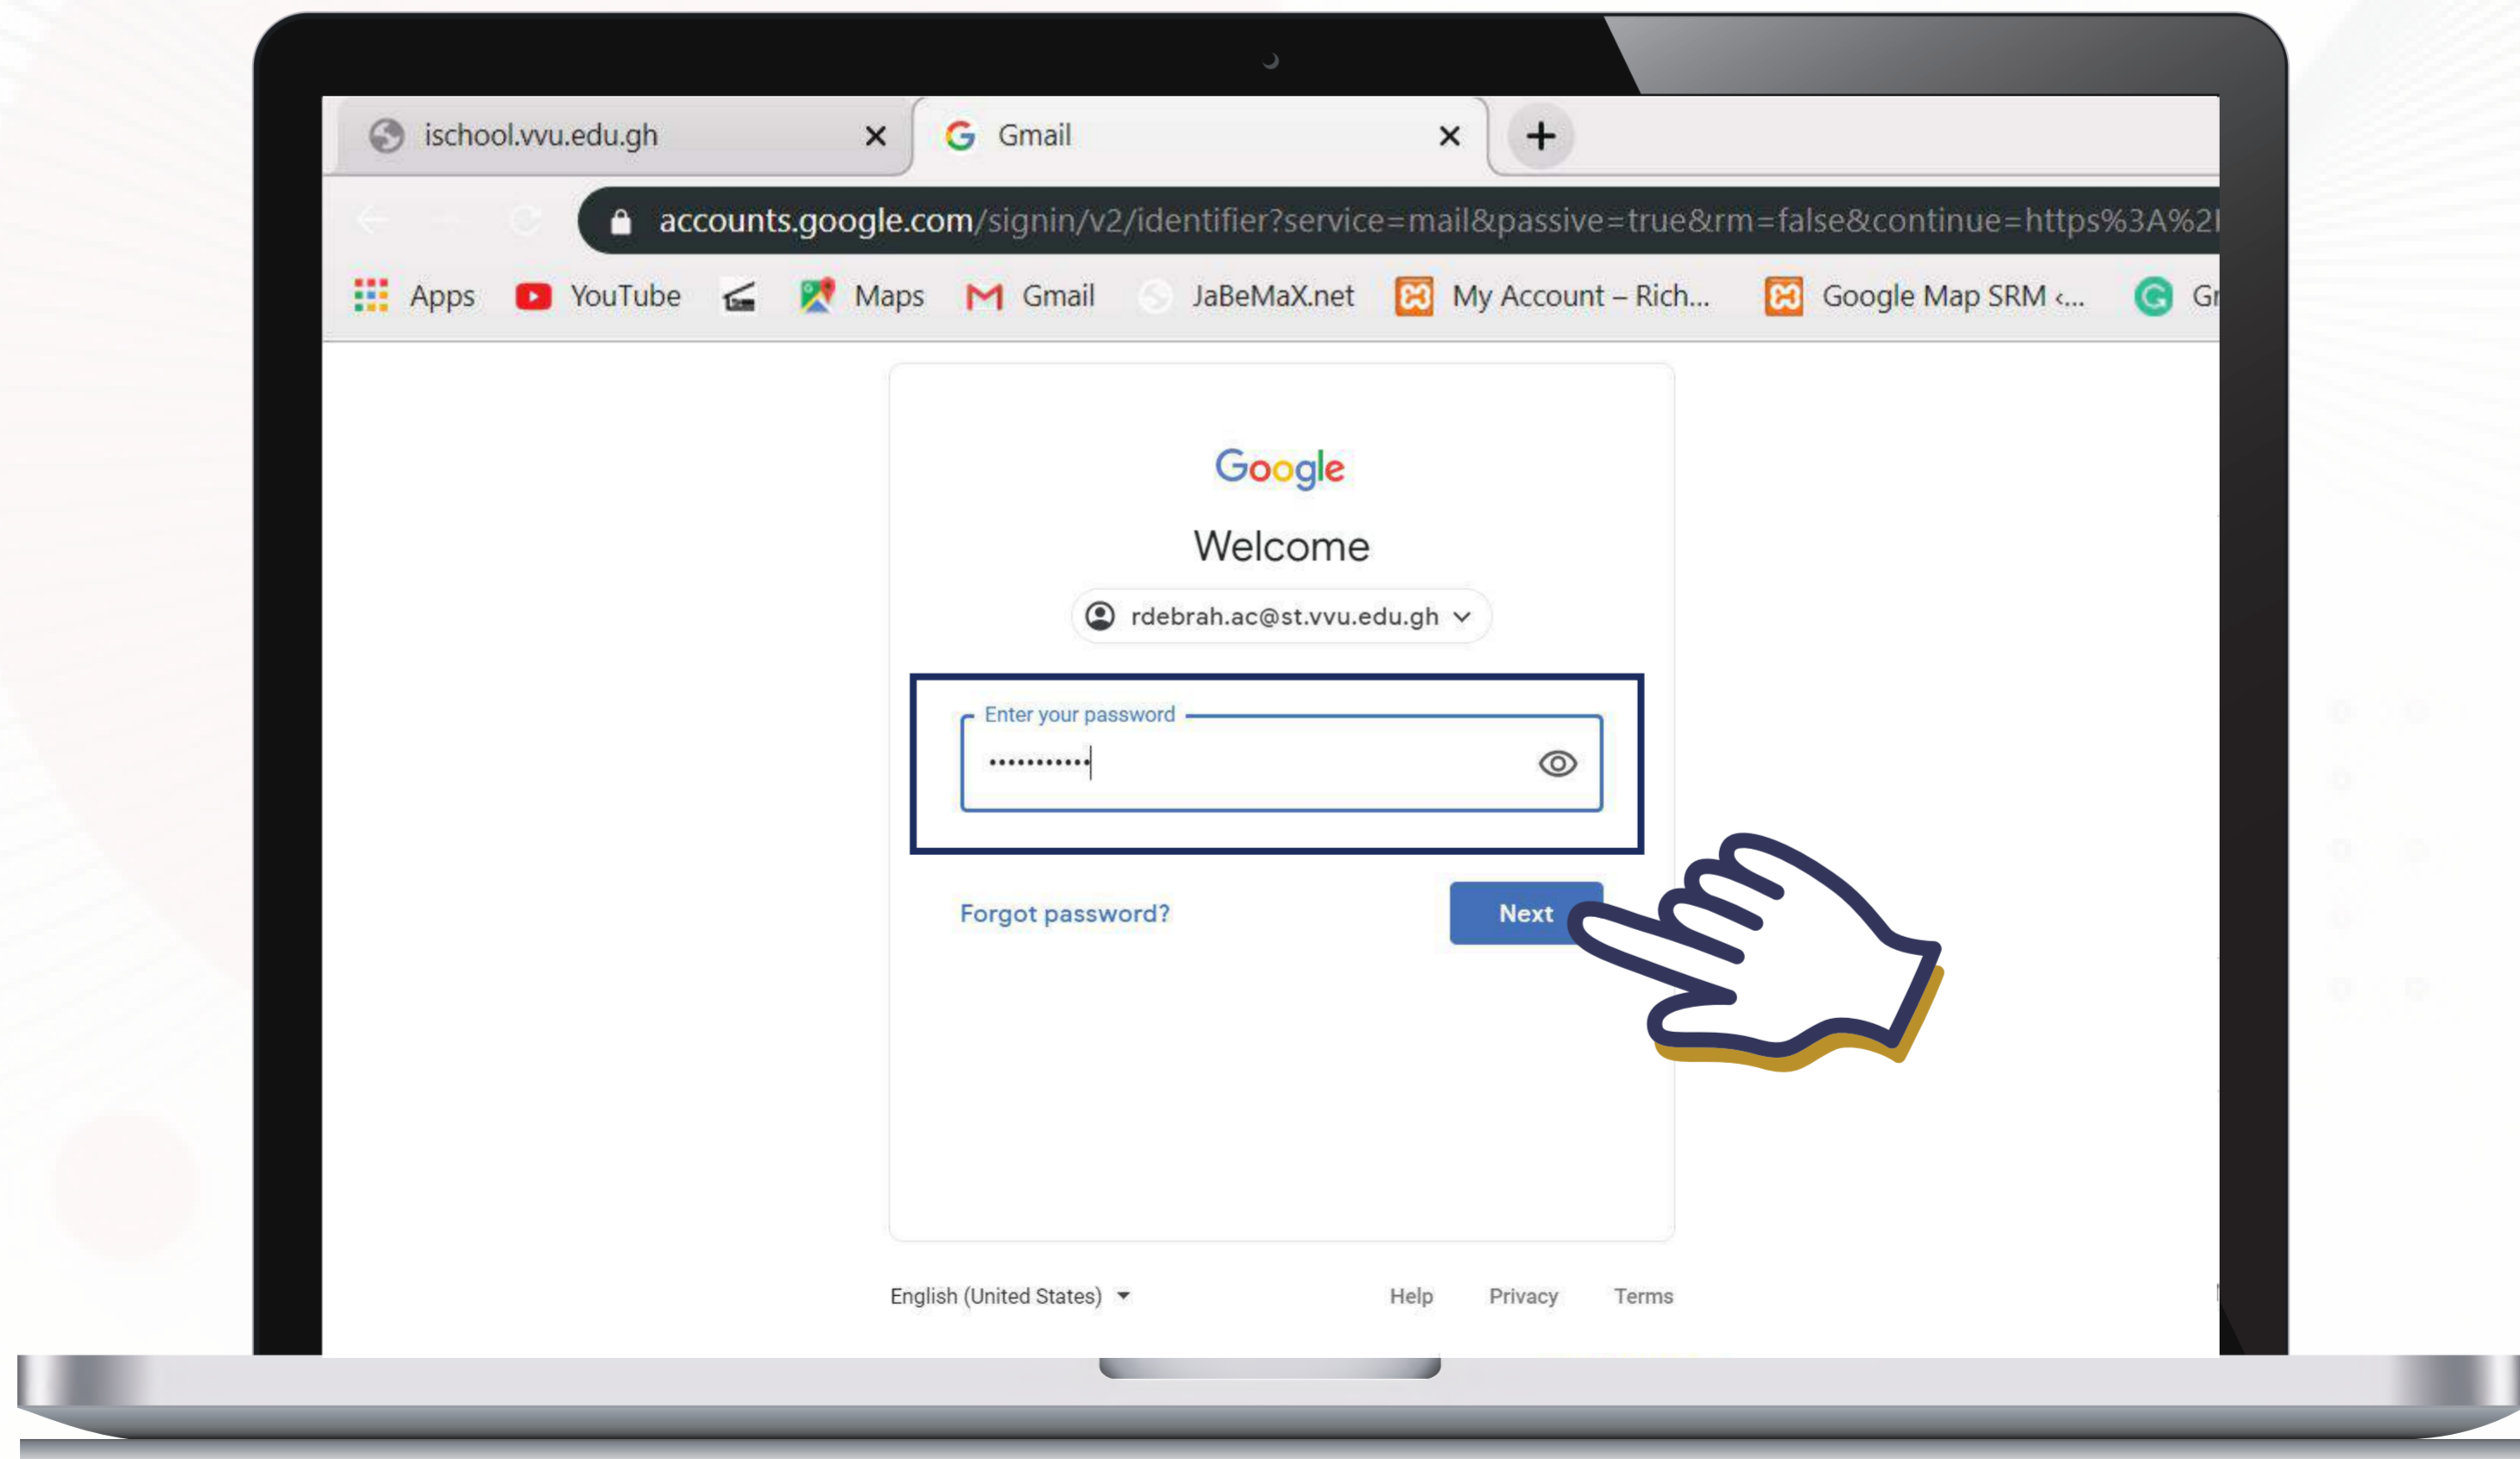 ischool.vvu.edu.gh
Gmail
accounts.google.com/signin/v2/identifier?service=mail&passive=true&rm=false&continue=https%3A%2
Apps YouTube Maps Gmail JaBeMaX.net My Account – Rich... Google Map SRM ‹... Gr
Google
Welcome
rdebrah.ac@st.vvu.edu.gh
Enter your password
•••••••••••
Forgot password?
Next
English (United States)
Help Privacy Terms